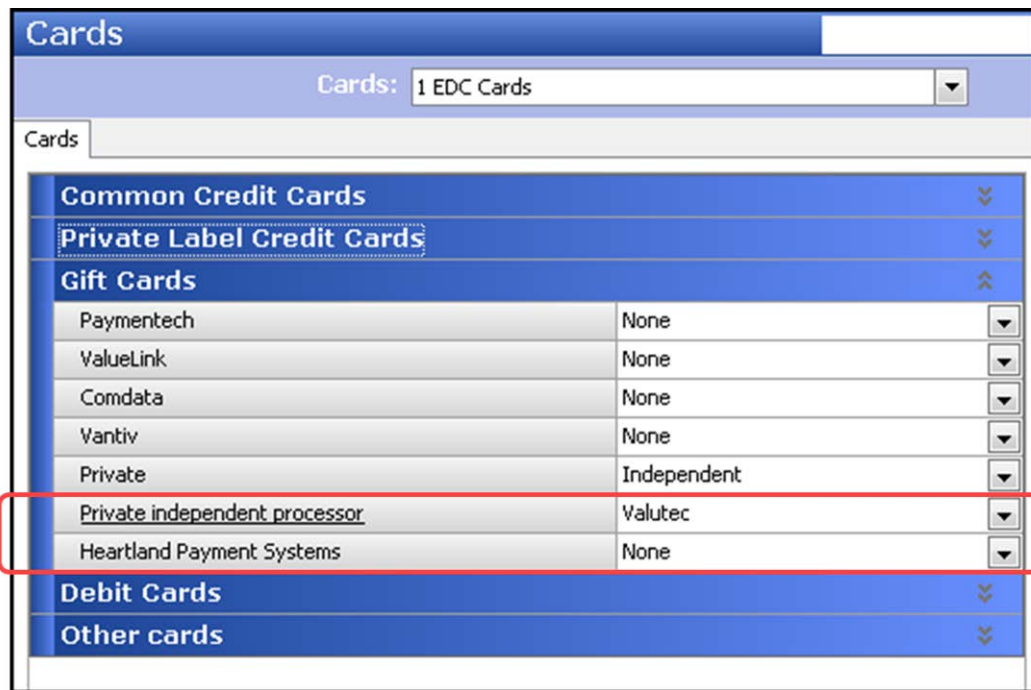 Cards
Cards: 1 EDC Cards
Cards
Common Credit Cards
Private Label Credit Cards
Gift Cards
Paymentech None
ValueLink None
Comdata None
Vantiv None
Private Independent
Private independent processor Valutec
Heartland Payment Systems None
Debit Cards
Other cards